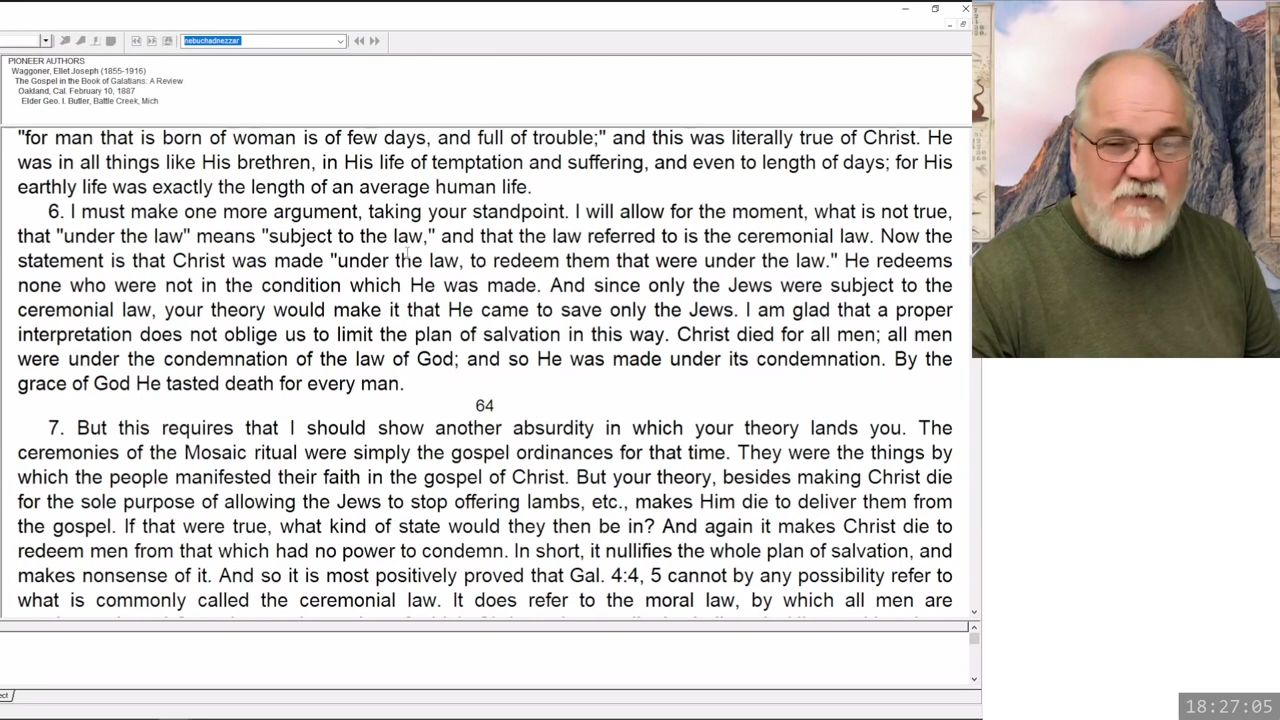 nebuchadnezzar
PIONEER AUTHORS
Waggoner, Ellet Joseph (1855-1916)
The Gospel in the Book of Galatians: A Review
Oakland, Cal. February 10, 1887
Elder Geo. I. Butler, Battle Creek, Mich
"for man that is born of woman is of few days, and full of trouble;" and this was literally true of Christ. He
was in all things like His brethren, in His life of temptation and suffering, and even to length of days; for His
earthly life was exactly the length of an average human life.
6. I must make one more argument, taking your standpoint. I will allow for the moment, what is not true,
that "under the law" means "subject to the law," and that the law referred to is the ceremonial law. Now the
statement is that Christ was made "under the law, to redeem them that were under the law." He redeems
none who were not in the condition which He was made. And since only the Jews were subject to the
ceremonial law, your theory would make it that He came to save only the Jews. I am glad that a proper
interpretation does not oblige us to limit the plan of salvation in this way. Christ died for all men; all men
were under the condemnation of the law of God; and so He was made under its condemnation. By the
grace of God He tasted death for every man.
64
7. But this requires that I should show another absurdity in which your theory lands you. The
ceremonies of the Mosaic ritual were simply the gospel ordinances for that time. They were the things by
which the people manifested their faith in the gospel of Christ. But your theory, besides making Christ die
for the sole purpose of allowing the Jews to stop offering lambs, etc., makes Him die to deliver them from
the gospel. If that were true, what kind of state would they then be in? And again it makes Christ die to
redeem men from that which had no power to condemn. In short, it nullifies the whole plan of salvation, and
makes nonsense of it. And so it is most positively proved that Gal. 4:4, 5 cannot by any possibility refer to
what is commonly called the ceremonial law. It does refer to the moral law, by which all men are
18:27:05